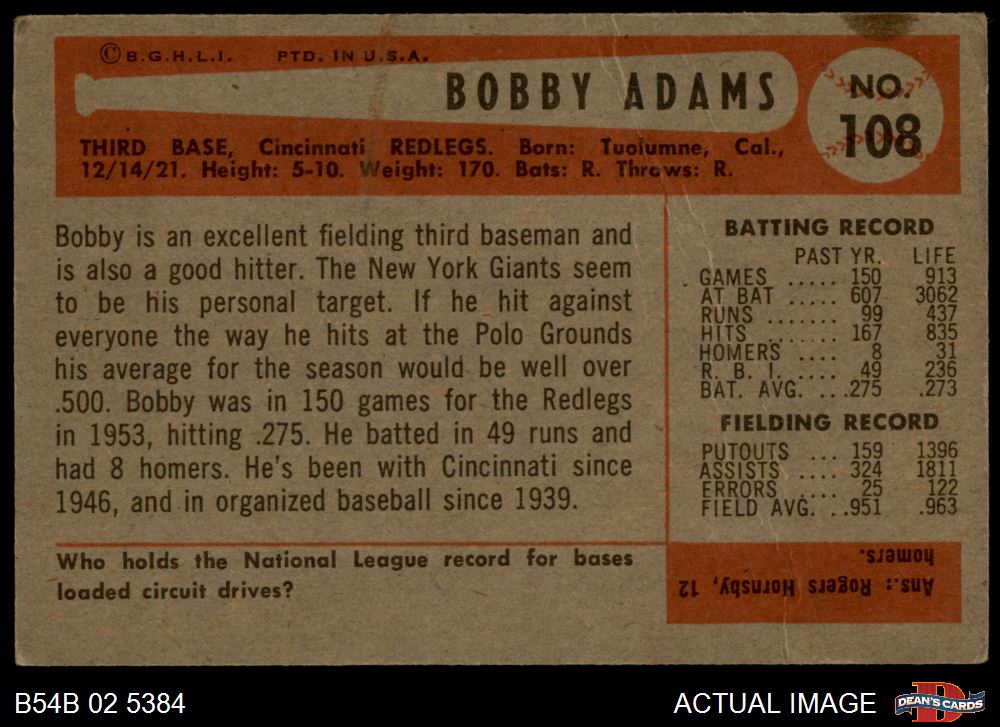 © B.G.H.L.I. PTD. IN U.S.A.
BOBBY ADAMS
NO.
108
THIRD BASE, Cincinnati REDLEGS. Born: Tuolumne, Cal.,
12/14/21. Height: 5-10. Weight: 170. Bats: R. Throws: R.
Bobby is an excellent fielding third baseman and
is also a good hitter. The New York Giants seem
to be his personal target. If he hit against
everyone the way he hits at the Polo Grounds
his average for the season would be well over
.500. Bobby was in 150 games for the Redlegs
in 1953, hitting .275. He batted in 49 runs and
had 8 homers. He's been with Cincinnati since
1946, and in organized baseball since 1939.
BATTING RECORD
PAST YR. LIFE
GAMES ..... 150 913
AT BAT ..... 607 3062
RUNS ....... 99 437
HITS ....... 167 835
HOMERS .... 8 31
R. B. I. .... 49 236
BAT. AVG. ...275 .273
FIELDING RECORD
PUTOUTS ... 159 1396
ASSISTS .... 324 1811
ERRORS .... 25 122
FIELD AVG. ..951 .963
Who holds the National League record for bases
loaded circuit drives?
Ans.: Rogers Hornsby, 12
homers.
B54B 02 5384
ACTUAL IMAGE
DEAN'S CARDS